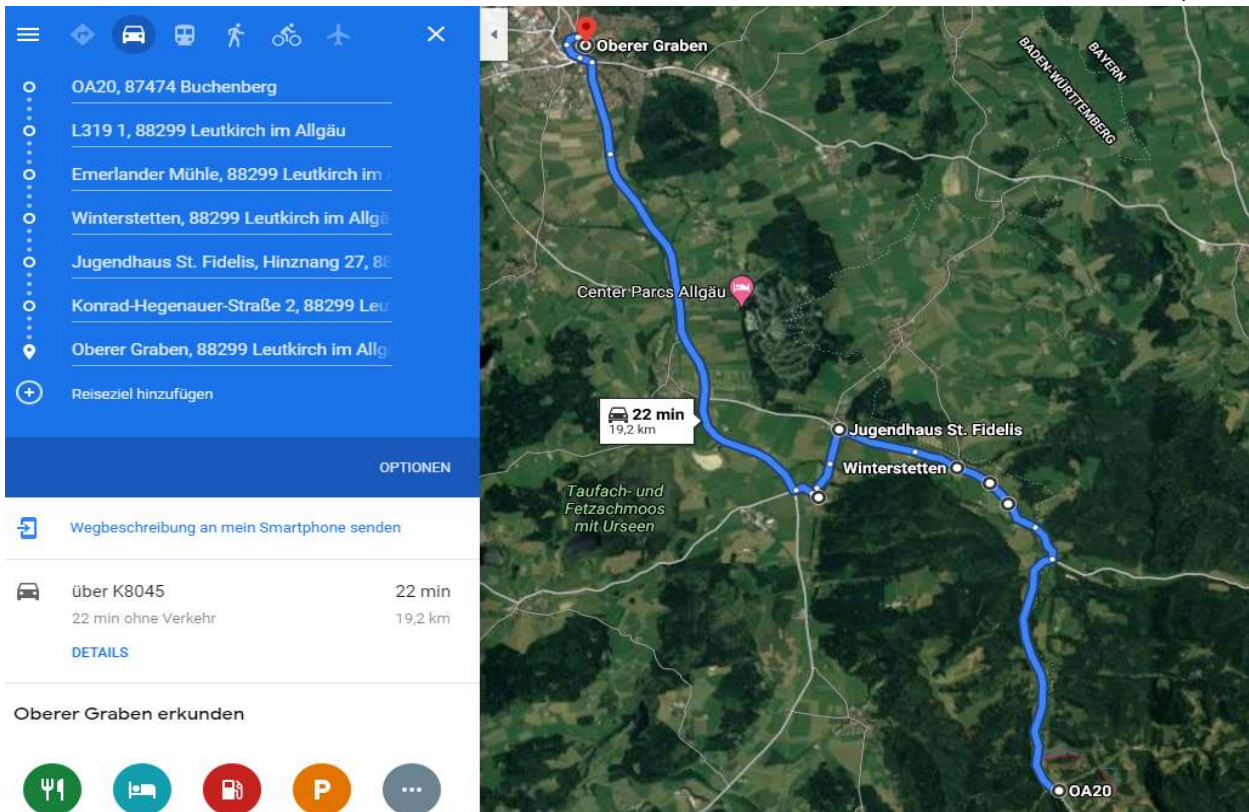 OA20, 87474 Buchenberg
L319 1, 88299 Leutkirch im Allgäu
Emerlander Mühle, 88299 Leutkirch im
Winterstetten, 88299 Leutkirch im Allgä
Jugendhaus St. Fidelis, Hinznang 27, 88
Konrad-Hegenauer-Straße 2, 88299 Leu
Oberer Graben, 88299 Leutkirch im Allg
Reiseziel hinzufügen
OPTIONEN
Wegbeschreibung an mein Smartphone senden
über K8045
22 min
22 min ohne Verkehr
19,2 km
DETAILS
Oberer Graben erkunden
P
Oberer Graben
BAYERN
BADEN-WÜRTTEMBERG
Center Parcs Allgäu
22 min
19,2 km
Jugendhaus St. Fidelis
Winterstetten
Taufach- und
Fetzachmoos
mit Urseen
OA20